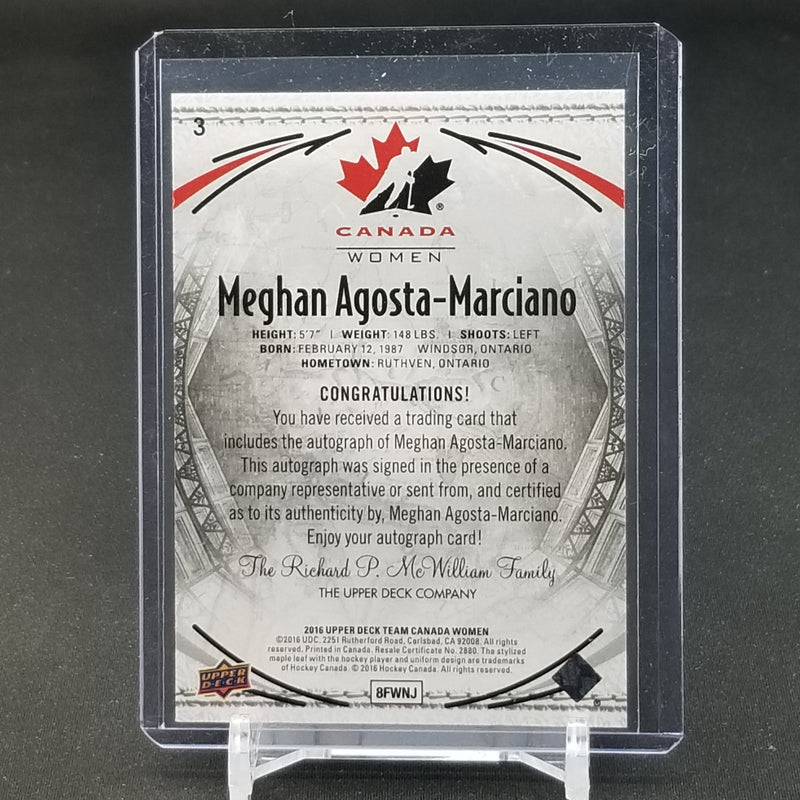 3
®
CANADA
WOMEN
Meghan Agosta-Marciano
HEIGHT: 5'7" | WEIGHT: 148 LBS. | SHOOTS: LEFT
BORN: FEBRUARY 12, 1987 WINDSOR, ONTARIO
HOMETOWN: RUTHVEN, ONTARIO
CONGRATULATIONS!
You have received a trading card that
includes the autograph of Meghan Agosta-Marciano.
This autograph was signed in the presence of a
company representative or sent from, and certified
as to its authenticity by, Meghan Agosta-Marciano.
Enjoy your autograph card!
The Richard P. McWilliam Family
THE UPPER DECK COMPANY
2016 UPPER DECK TEAM CANADA WOMEN
©2016 UDC. 2251 Rutherford Road, Carlsbad, CA 92008. All rights
reserved. Printed in Canada. Resale Certificate No. 2880. The stylized
maple leaf with the hockey player and uniform design are trademarks
of Hockey Canada. © 2016 Hockey Canada. All rights reserved.
UPPER
D·E·C·K
8FWNJ
®